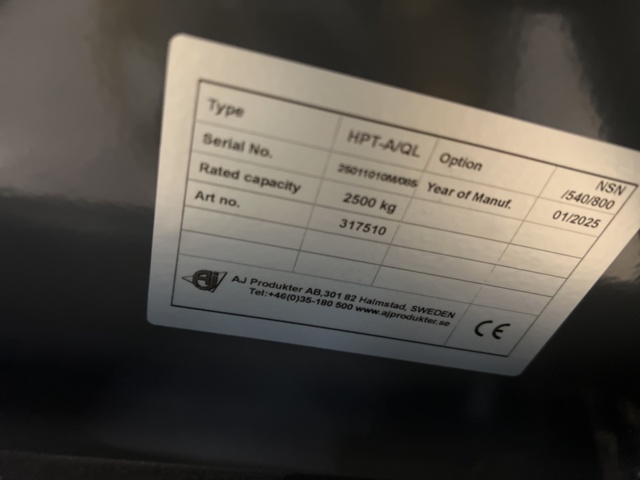 Type HPT-A/QL Option NSN /540/800
Serial No. Year of Manuf. 01/2025
Rated capacity 2500 kg
Art no. 317510
AJ Produkter AB,301 82 Halmstad, SWEDEN
Tel:+46(0)35-180 500 www.ajprodukter.se
CE